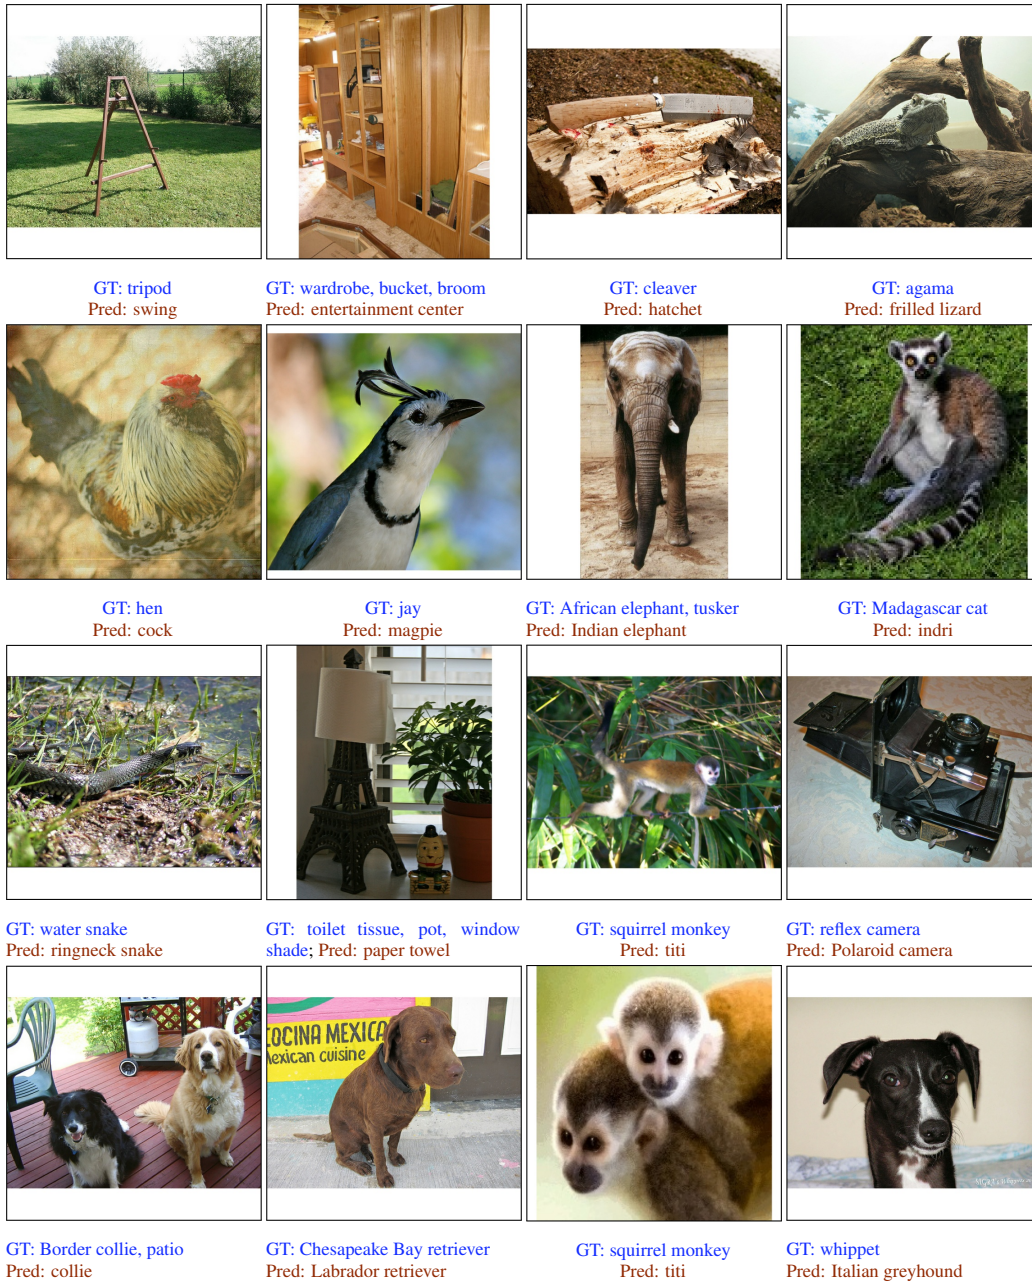 GT: tripod
Pred: swing
GT: wardrobe, bucket, broom
Pred: entertainment center
GT: cleaver
Pred: hatchet
GT: agama
Pred: frilled lizard
GT: hen
Pred: cock
GT: jay
Pred: magpie
GT: African elephant, tusker
Pred: Indian elephant
GT: Madagascar cat
Pred: indri
GT: water snake
Pred: ringneck snake
GT: toilet tissue, pot, window
shade; Pred: paper towel
GT: squirrel monkey
Pred: titi
GT: reflex camera
Pred: Polaroid camera
COCINA MEXICA
Mexican cuisine
GT: Border collie, patio
Pred: collie
GT: Chesapeake Bay retriever
Pred: Labrador retriever
GT: squirrel monkey
Pred: titi
GT: whippet
Pred: Italian greyhound